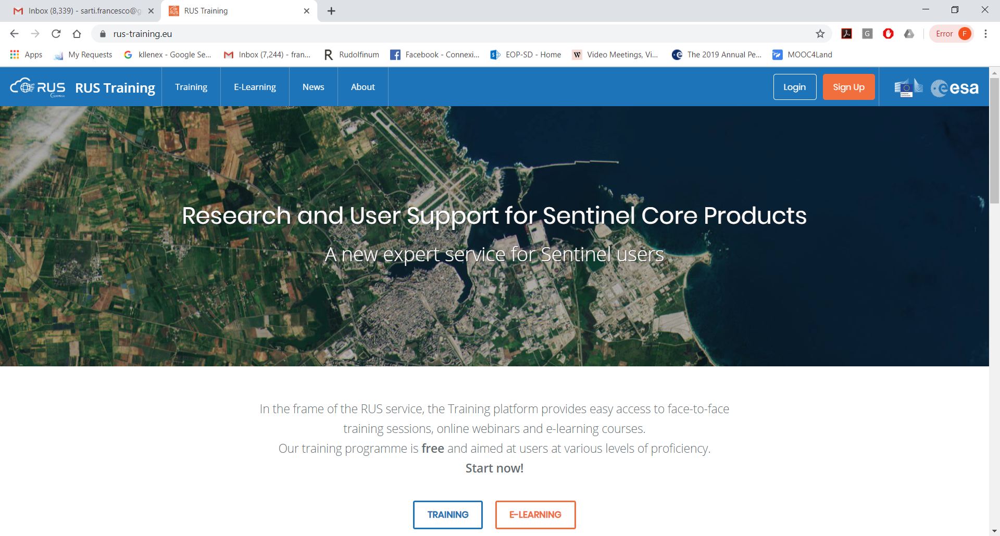 Inbox (8,339) - sarti.francesco@g
RUS Training
rus-training.eu
Error F
Apps
My Requests
kllenex - Google Se...
Inbox (7,244) - fran...
Rudolfinum
Facebook - Connexi...
EOP-SD - Home
Video Meetings, Vi...
The 2019 Annual Pe...
MOOC4Land
RUS
Copernicus
RUS Training
Training
E-Learning
News
About
Login
Sign Up
esa
Research and User Support for Sentinel Core Products
A new expert service for Sentinel users
In the frame of the RUS service, the Training platform provides easy access to face-to-face
training sessions, online webinars and e-learning courses.
Our training programme is free and aimed at users at various levels of proficiency.
Start now!
TRAINING
E-LEARNING